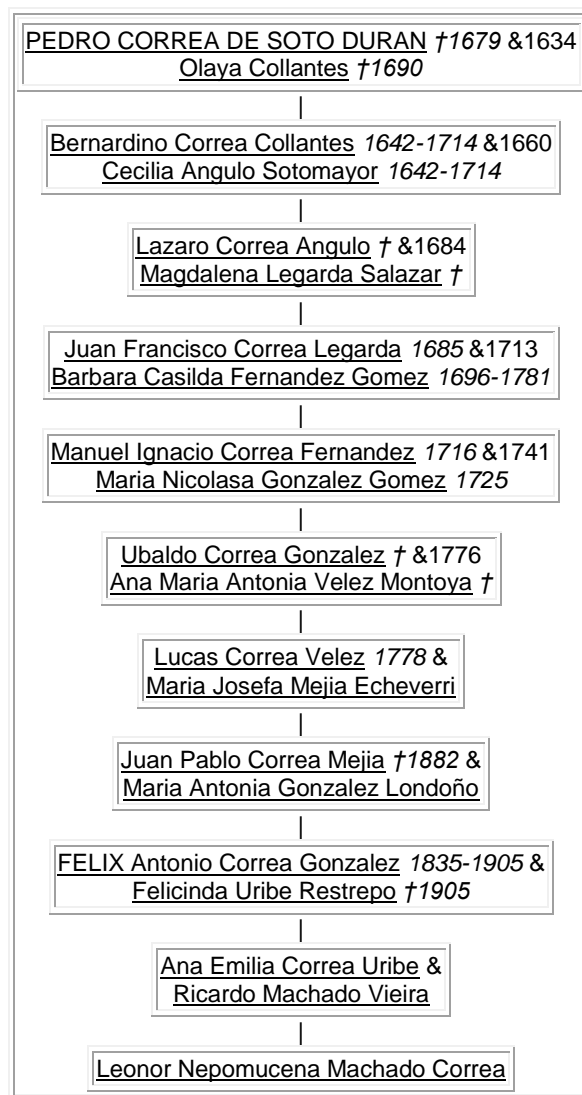 PEDRO CORREA DE SOTO DURAN †1679 &1634
Olaya Collantes †1690
Bernardino Correa Collantes 1642-1714 &1660
Cecilia Angulo Sotomayor 1642-1714
Lazaro Correa Angulo † &1684
Magdalena Legarda Salazar †
Juan Francisco Correa Legarda 1685 &1713
Barbara Casilda Fernandez Gomez 1696-1781
Manuel Ignacio Correa Fernandez 1716 &1741
Maria Nicolasa Gonzalez Gomez 1725
Ubaldo Correa Gonzalez † &1776
Ana Maria Antonia Velez Montoya †
Lucas Correa Velez 1778 &
Maria Josefa Mejia Echeverri
Juan Pablo Correa Mejia †1882 &
Maria Antonia Gonzalez Londoño
FELIX Antonio Correa Gonzalez 1835-1905 &
Felicinda Uribe Restrepo †1905
Ana Emilia Correa Uribe &
Ricardo Machado Vieira
Leonor Nepomucena Machado Correa